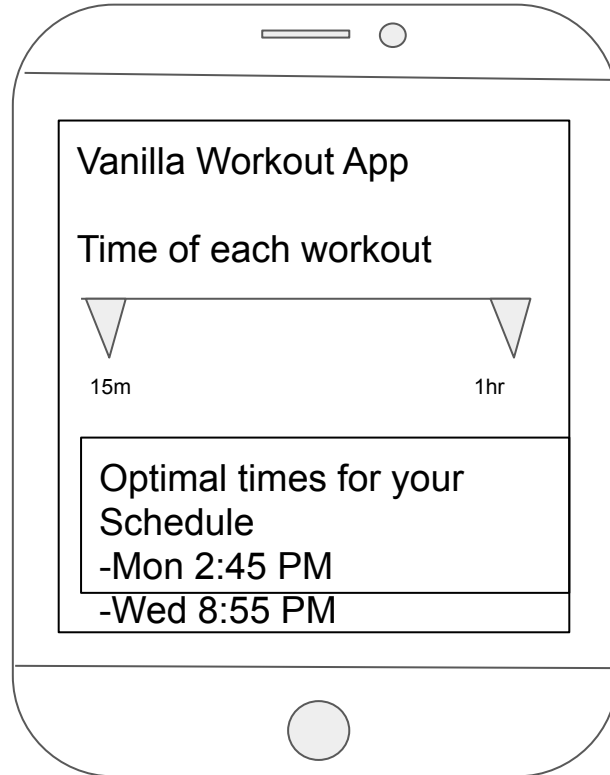 Vanilla Workout App
Time of each workout
15m 1hr
Optimal times for your
Schedule
-Mon 2:45 PM
-Wed 8:55 PM